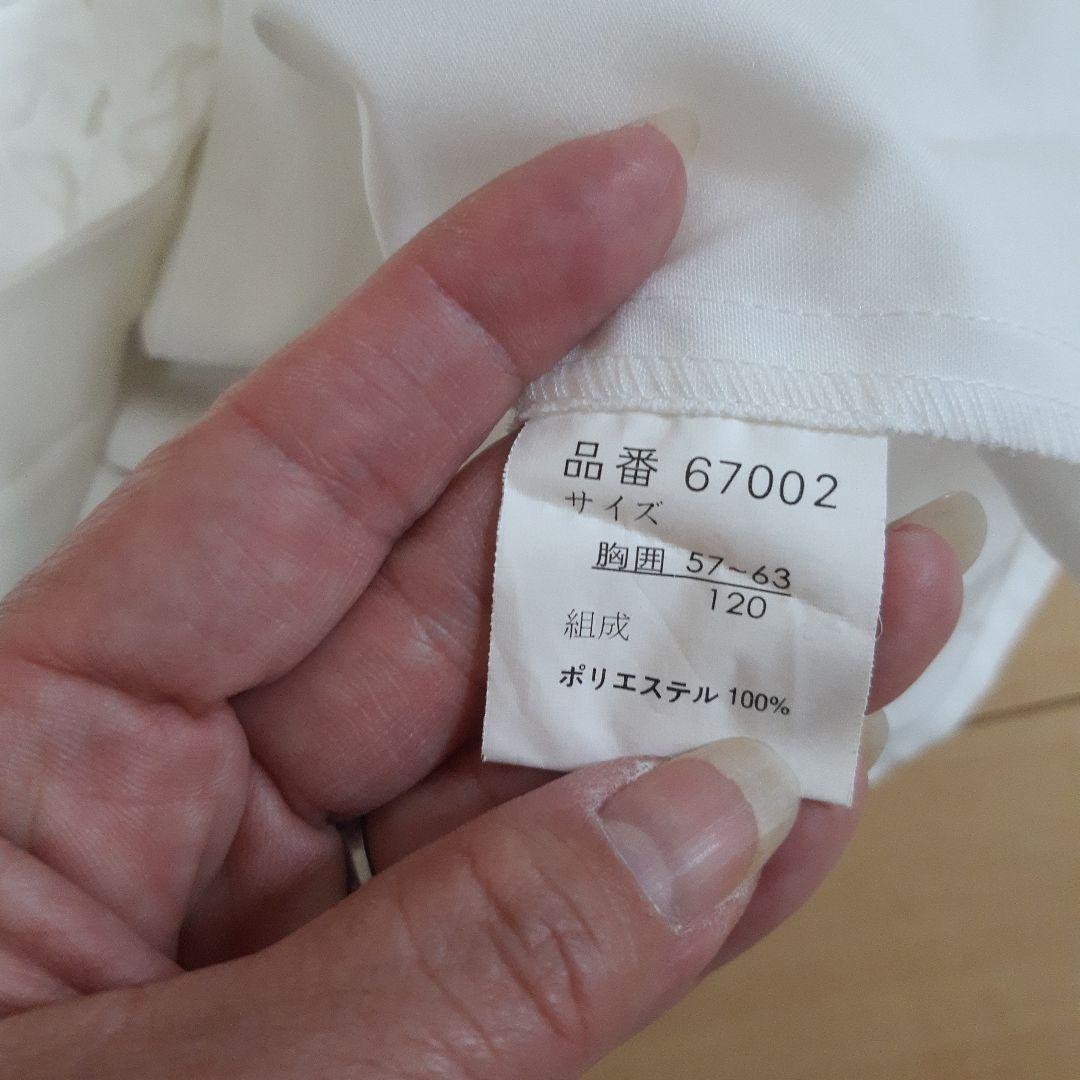 品番 67002
サイズ
胸囲 57~63
120
組成
ポリエステル 100%